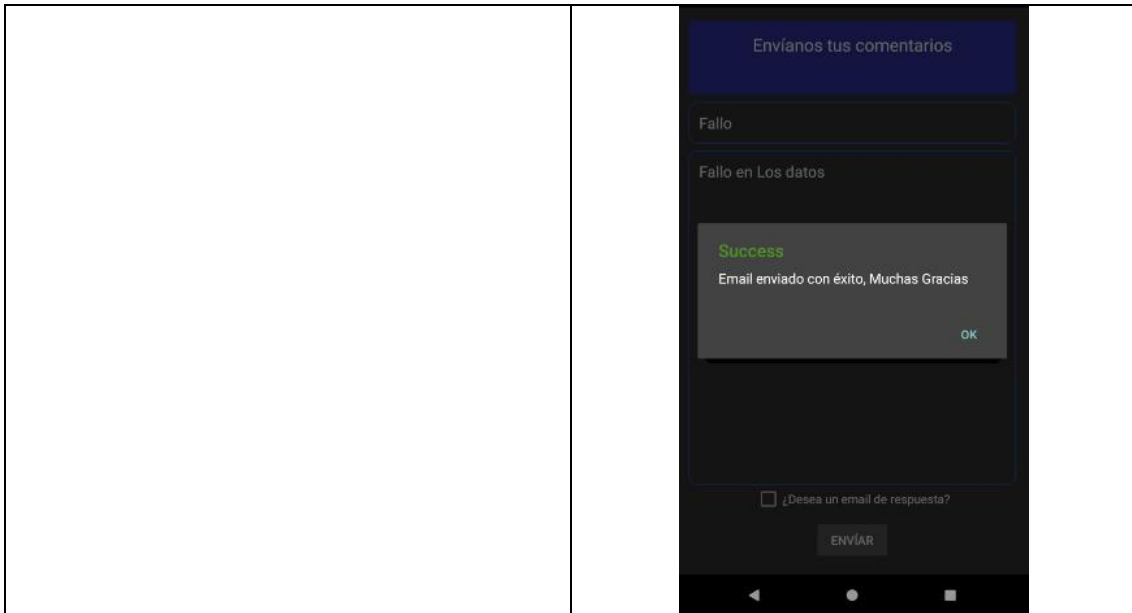 Envíanos tus comentarios
Fallo
Fallo en Los datos
Success
Email enviado con éxito, Muchas Gracias
OK
¿Desea un email de respuesta?
ENVÍAR